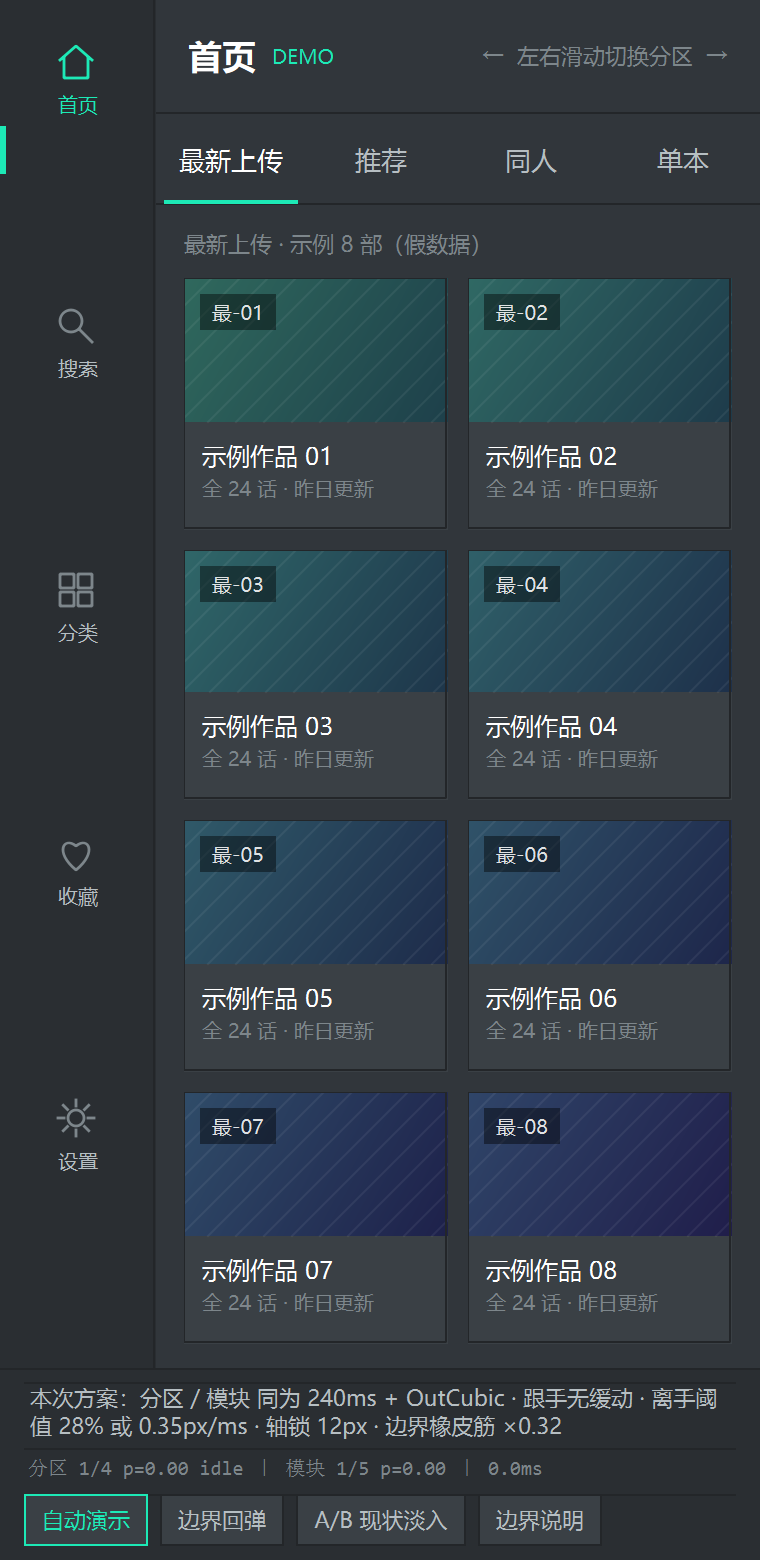 首页 DEMO ← 左右滑动切换分区 →
首页
搜索
分类
收藏
设置
最新上传 推荐 同人 单本
最新上传 · 示例 8 部（假数据）
最-01
示例作品 01
全 24 话 · 昨日更新
最-02
示例作品 02
全 24 话 · 昨日更新
最-03
示例作品 03
全 24 话 · 昨日更新
最-04
示例作品 04
全 24 话 · 昨日更新
最-05
示例作品 05
全 24 话 · 昨日更新
最-06
示例作品 06
全 24 话 · 昨日更新
最-07
示例作品 07
全 24 话 · 昨日更新
最-08
示例作品 08
全 24 话 · 昨日更新
本次方案：分区 / 模块 同为 240ms + OutCubic · 跟手无缓动 · 离手阈
值 28% 或 0.35px/ms · 轴锁 12px · 边界橡皮筋 ×0.32
分区 1/4 p=0.00 idle | 模块 1/5 p=0.00 | 0.0ms
自动演示 边界回弹 A/B 现状淡入 边界说明